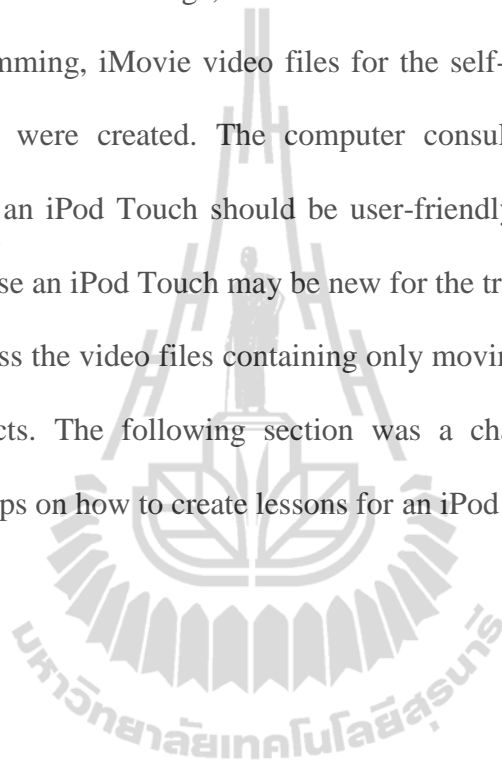 mming, iMovie video files for the self-
were created. The computer consul
an iPod Touch should be user-friendly
se an iPod Touch may be new for the tr
ss the video files containing only movin
cts. The following section was a cha
ps on how to create lessons for an iPod
มหาวิทยาลัยเทคโนโลยีสุรนารี